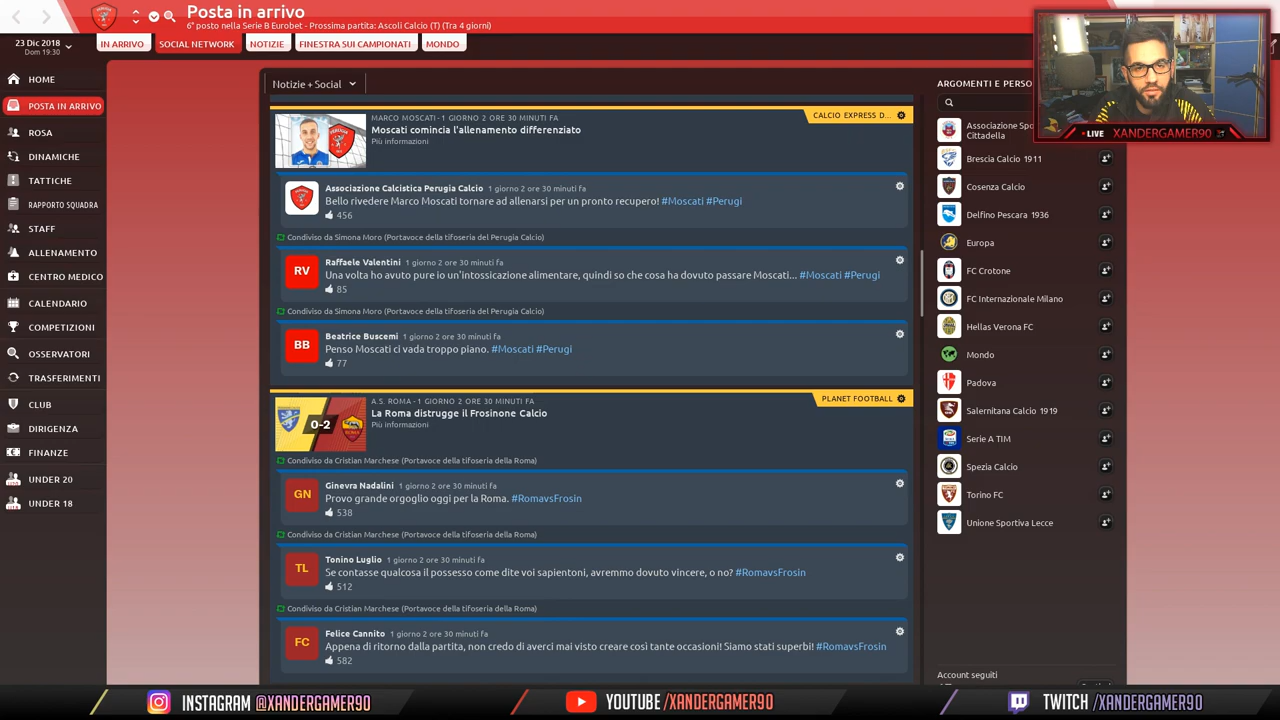 Posta in arrivo
6° posto nella Serie B Eurobet - Prossima partita: Ascoli Calcio (T) (Tra 4 giorni)
23 Dic 2018
Dom 19:30
IN ARRIVO
SOCIAL NETWORK
NOTIZIE
FINESTRA SUI CAMPIONATI
MONDO
HOME
POSTA IN ARRIVO
ROSA
DINAMICHE
TATTICHE
RAPPORTO SQUADRA
STAFF
ALLENAMENTO
CENTRO MEDICO
CALENDARIO
COMPETIZIONI
OSSERVATORI
TRASFERIMENTI
CLUB
DIRIGENZA
FINANZE
UNDER 20
UNDER 18
Notizie + Social
MARCO MOSCATI - 1 GIORNO 2 ORE 30 MINUTI FA
CALCIO EXPRESS D...
Moscati comincia l'allenamento differenziato
Più informazioni
Associazione Calcistica Perugia Calcio 1 giorno 2 ore 30 minuti fa
Bello rivedere Marco Moscati tornare ad allenarsi per un pronto recupero! #Moscati #Perugi
456
Condiviso da Simona Moro (Portavoce della tifoseria del Perugia Calcio)
RV
Raffaele Valentini 1 giorno 2 ore 30 minuti fa
Una volta ho avuto pure io un'intossicazione alimentare, quindi so che cosa ha dovuto passare Moscati... #Moscati #Perugi
85
Condiviso da Simona Moro (Portavoce della tifoseria del Perugia Calcio)
BB
Beatrice Buscemi 1 giorno 2 ore 30 minuti fa
Penso Moscati ci vada troppo piano. #Moscati #Perugi
77
A.S. ROMA - 1 GIORNO 2 ORE 30 MINUTI FA
PLANET FOOTBALL
0-2
La Roma distrugge il Frosinone Calcio
Più informazioni
Condiviso da Cristian Marchese (Portavoce della tifoseria della Roma)
GN
Ginevra Nadalini 1 giorno 2 ore 30 minuti fa
Provo grande orgoglio oggi per la Roma. #RomavsFrosin
538
Condiviso da Cristian Marchese (Portavoce della tifoseria della Roma)
TL
Tonino Luglio 1 giorno 2 ore 30 minuti fa
Se contasse qualcosa il possesso come dite voi sapientoni, avremmo dovuto vincere, o no? #RomavsFrosin
512
Condiviso da Cristian Marchese (Portavoce della tifoseria della Roma)
FC
Felice Cannito 1 giorno 2 ore 30 minuti fa
Appena di ritorno dalla partita, non credo di averci mai visto creare così tante occasioni! Siamo stati superbi! #RomavsFrosin
582
ARGOMENTI E PERSO
Associazione Spo
Cittadella
Brescia Calcio 1911
Cosenza Calcio
Delfino Pescara 1936
Europa
FC Crotone
FC Internazionale Milano
Hellas Verona FC
Mondo
Padova
Salernitana Calcio 1919
Serie A TIM
Spezia Calcio
Torino FC
Unione Sportiva Lecce
Account seguiti
LIVE XANDERGAMER90
INSTAGRAM @XANDERGAMER90
YOUTUBE /XANDERGAMER90
TWITCH /XANDERGAMER90